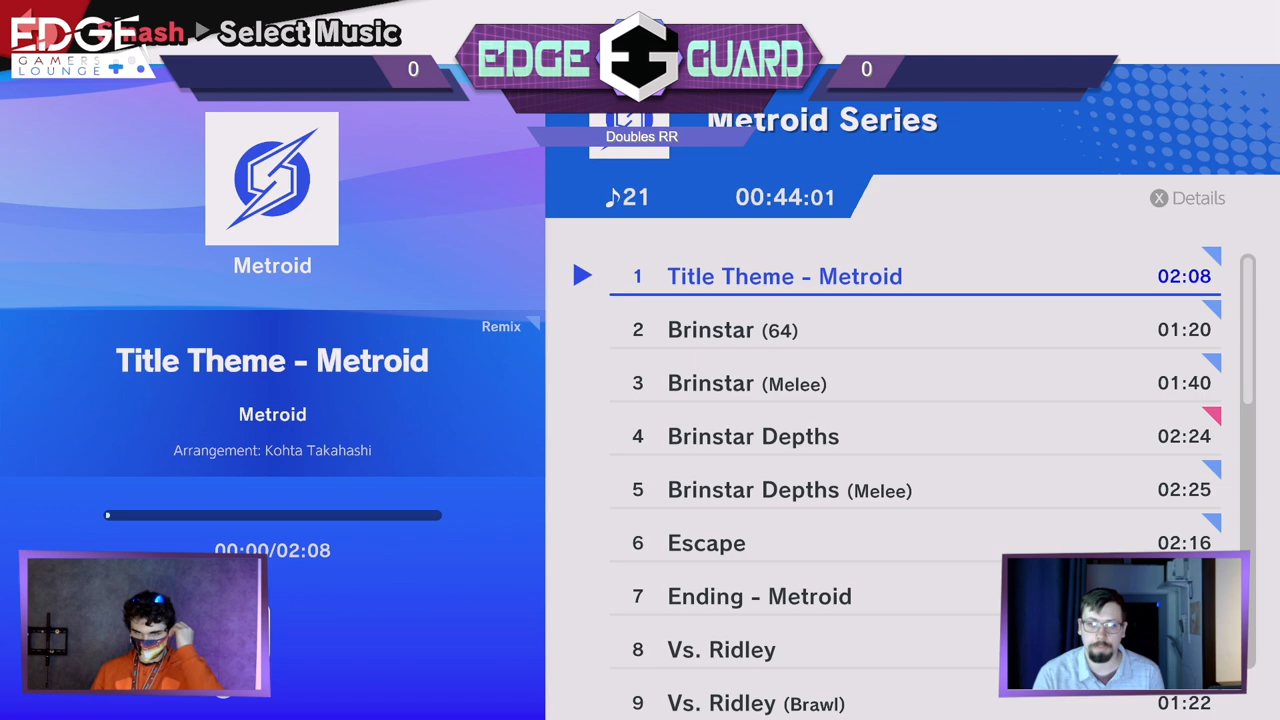 EDGE
GAMERS
LOUNGE
Smash ▶ Select Music
0
EDGE GUARD
0
Doubles RR
Metroid Series
♪21
00:44:01
X Details
Metroid
Remix
Title Theme - Metroid
Metroid
Arrangement: Kohta Takahashi
00:00/02:08
1 Title Theme - Metroid 02:08
2 Brinstar (64) 01:20
3 Brinstar (Melee) 01:40
4 Brinstar Depths 02:24
5 Brinstar Depths (Melee) 02:25
6 Escape 02:16
7 Ending - Metroid
8 Vs. Ridley
9 Vs. Ridley (Brawl) 01:22